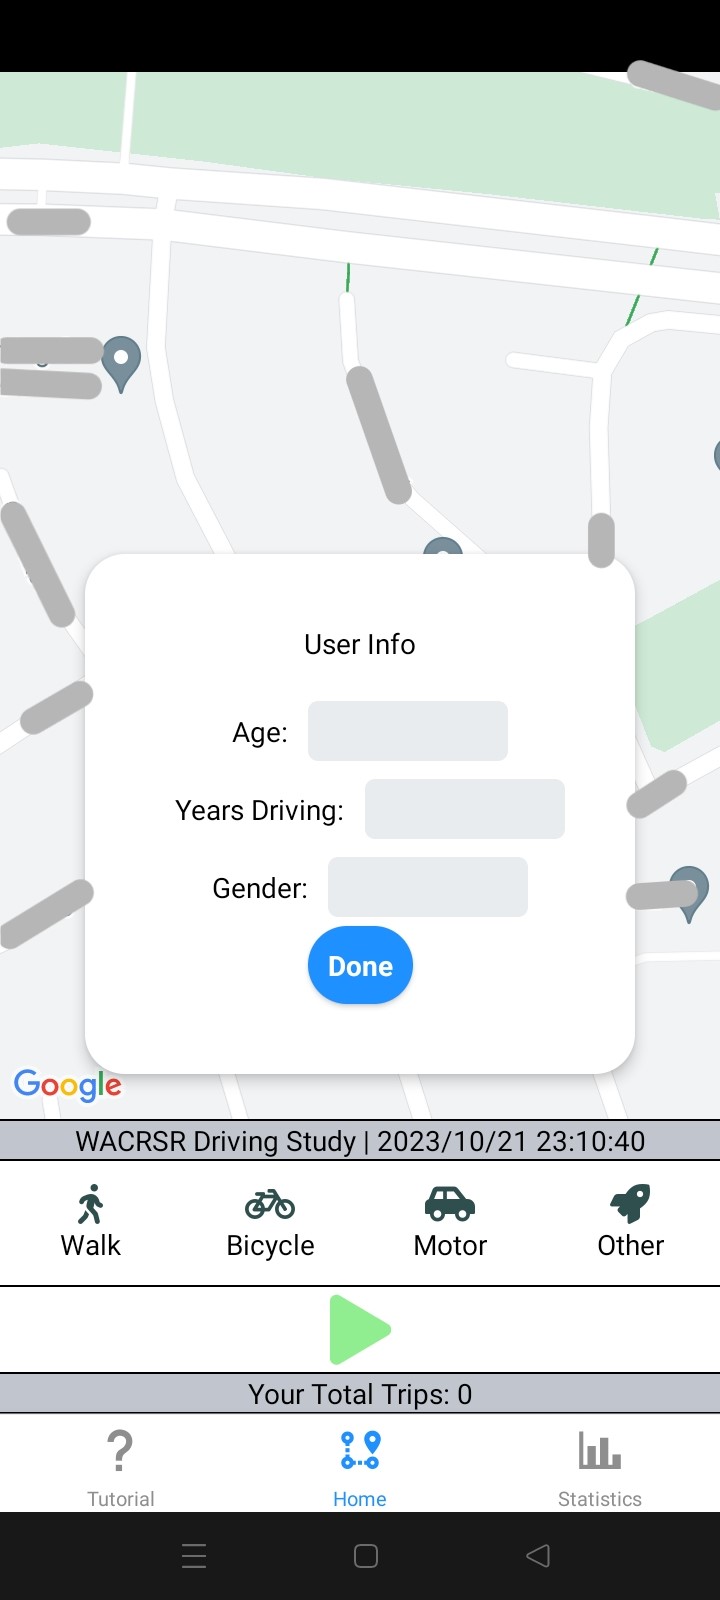 User Info
Age:
Years Driving:
Gender:
Done
Google
WACRSR Driving Study | 2023/10/21 23:10:40
Walk Bicycle Motor Other
Your Total Trips: 0
Tutorial Home Statistics